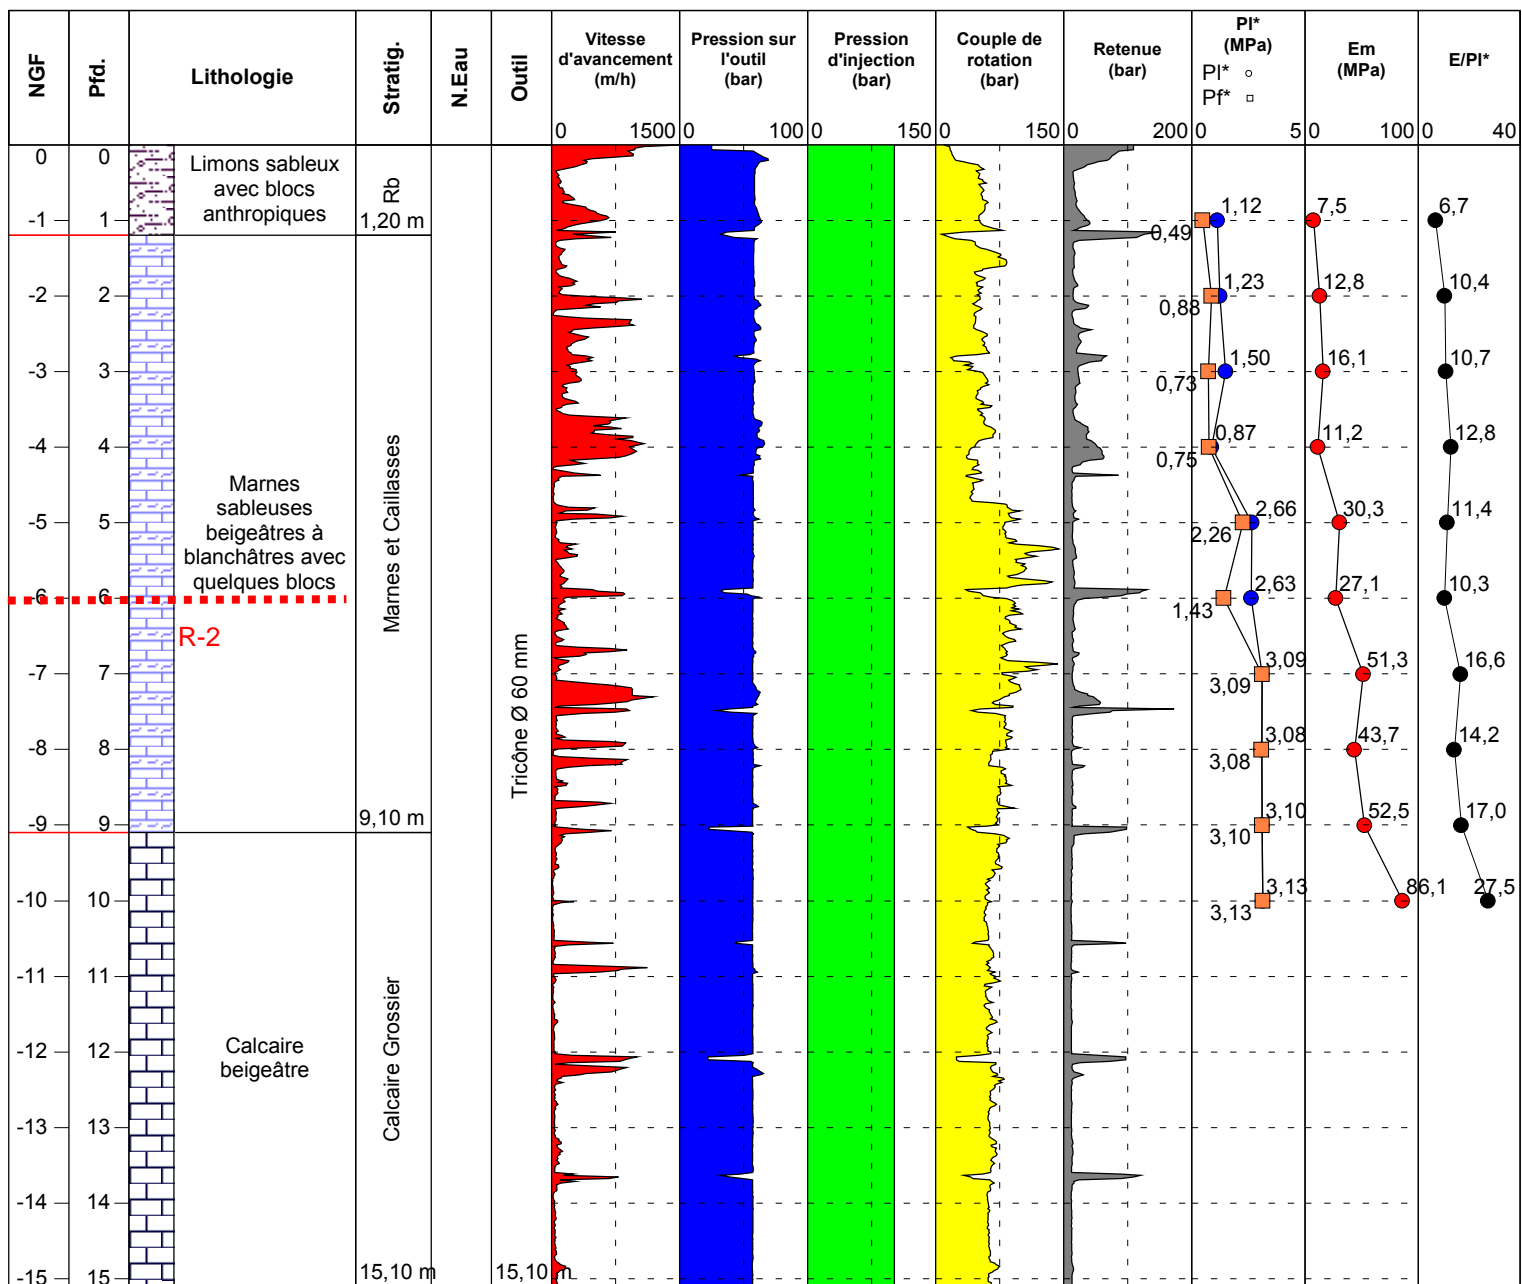 NGF
Pfd.
Lithologie
Stratig.
N.Eau
Outil
Vitesse
d'avancement
(m/h)
0 1500
Pression sur
l'outil
(bar)
0 100
Pression
d'injection
(bar)
0 150
Couple de
rotation
(bar)
0 150
Retenue
(bar)
0 200
Pl*
(MPa)
Pl*
Pf*
0 5
Em
(MPa)
0 100
E/Pl*
0 40
0 0
Limons sableux
avec blocs
anthropiques
Rb
1,20 m
-1 1
1,12 7,5 6,7
0,49
-2 2
1,23 12,8 10,4
0,88
-3 3
1,50 16,1 10,7
0,73
-4 4
0,87 11,2 12,8
0,75
Marnes
sableuses
beigeâtres à
blanchâtres avec
quelques blocs
Marnes et Caillasses
-5 5
2,66 30,3 11,4
2,26
-6 6
2,63 27,1 10,3
1,43
R-2
-7 7
3,09 51,3 16,6
3,09
Tricône Ø 60 mm
-8 8
3,08 43,7 14,2
3,08
9,10 m
-9 9
3,10 52,5 17,0
3,10
-10 10
3,13 86,1 27,5
3,13
-11 11
-12 12
Calcaire
beigeâtre
Calcaire Grossier
-13 13
-14 14
-15 15
15,10 m
15,10 m